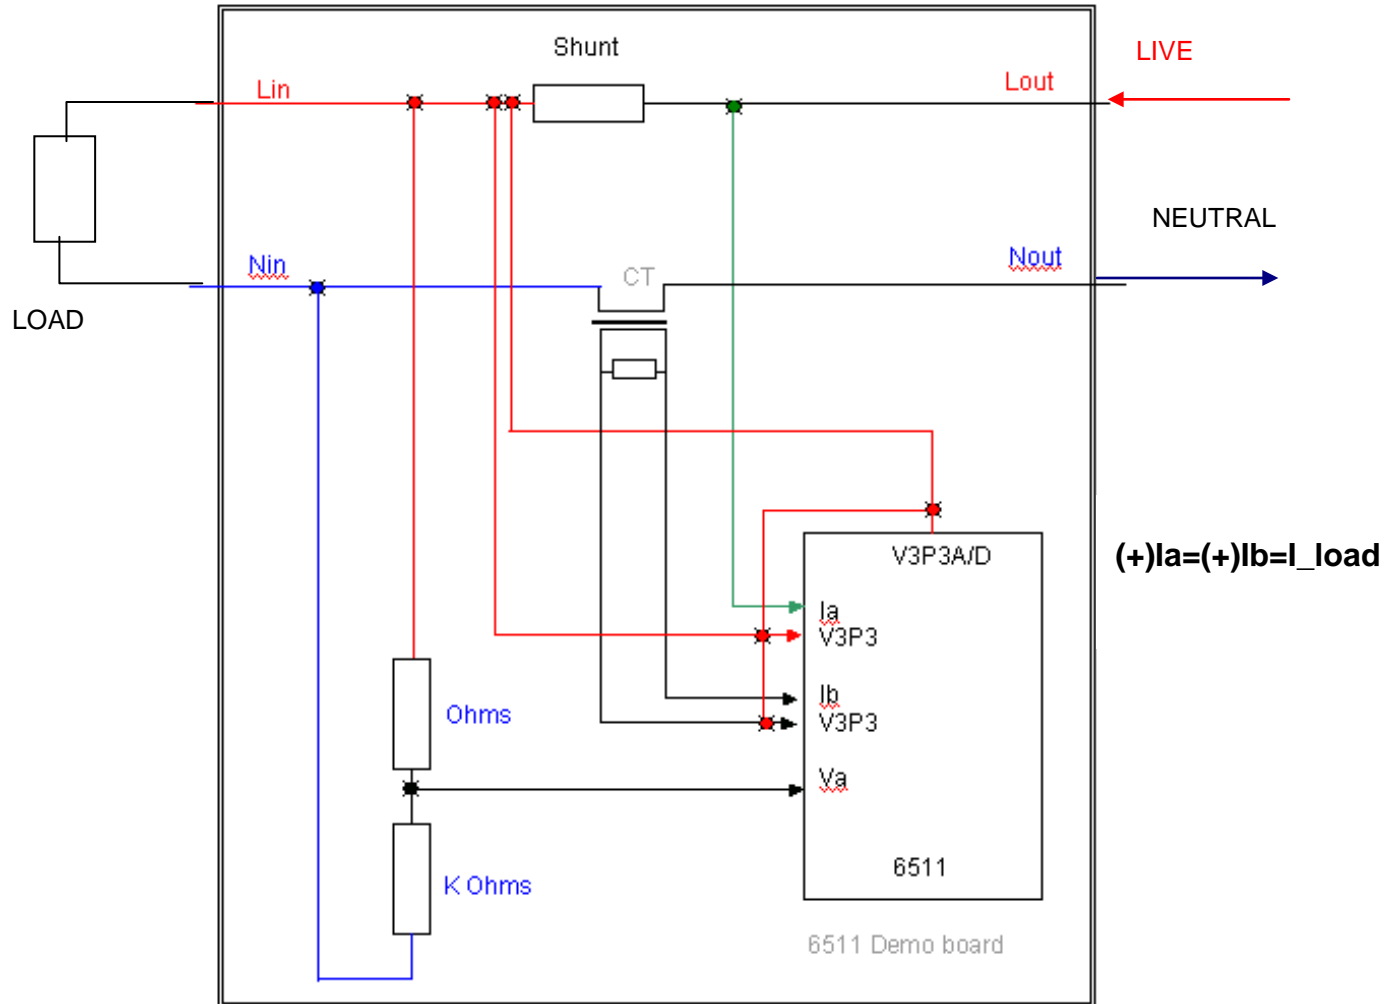 Shunt
LIVE
Lin
Lout
NEUTRAL
Nin
CT
Nout
LOAD
V3P3A/D
(+)Ia=(+)Ib=I_load
Ia
V3P3
Ib
V3P3
Ohms
Va
6511
K Ohms
6511 Demo board